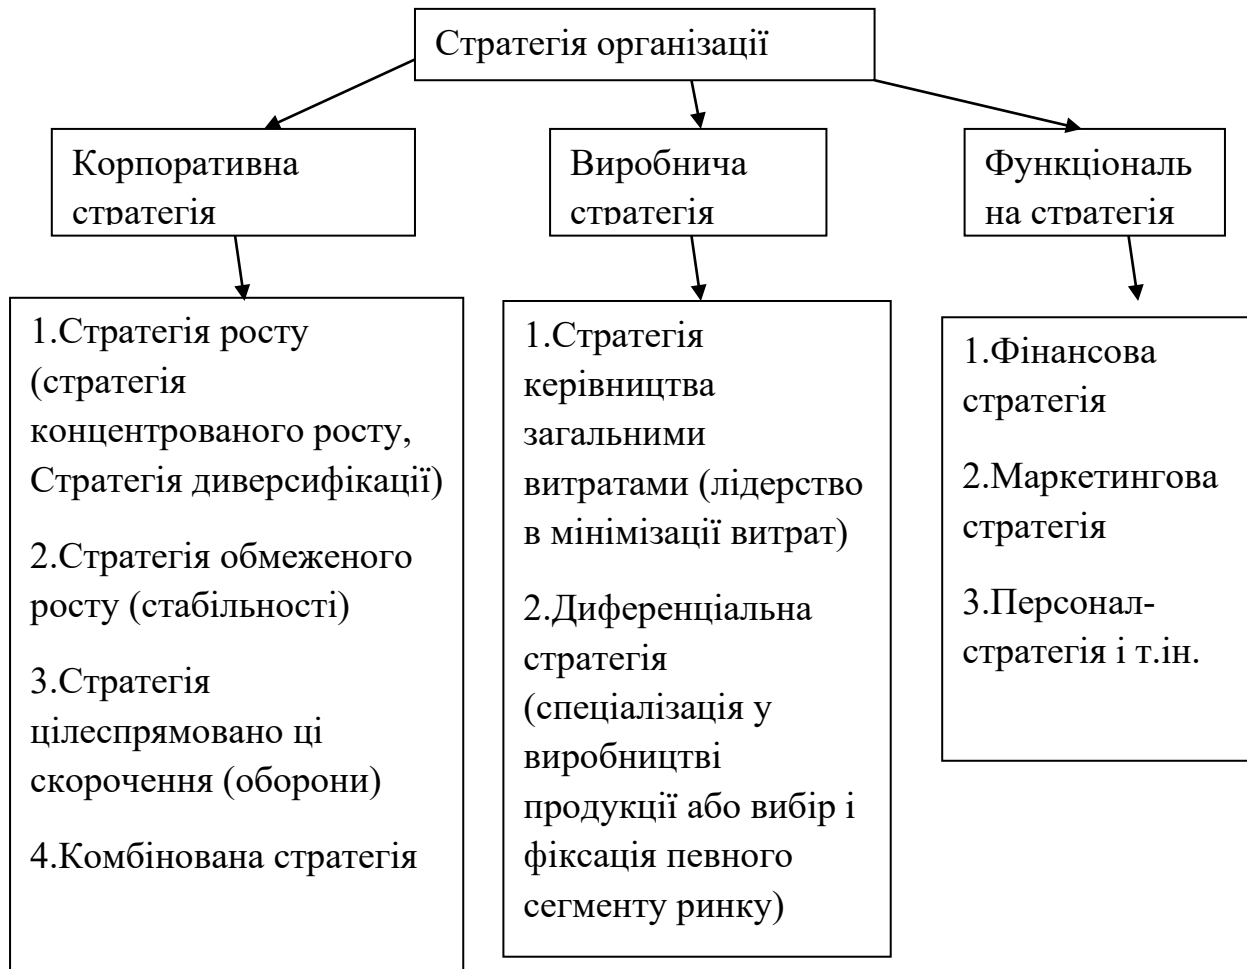 Стратегія організації
Корпоративна
стратегія
Виробнича
стратегія
Функціональ
на стратегія
1.Стратегія росту
(стратегія
концентрованого росту,
Стратегія диверсифікації)
2.Стратегія обмеженого
росту (стабільності)
3.Стратегія
цілеспрямовано ці
скорочення (оборони)
4.Комбінована стратегія
1.Стратегія
керівництва
загальними
витратами (лідерство
в мінімізації витрат)
2.Диференціальна
стратегія
(спеціалізація у
виробництві
продукції або вибір і
фіксація певного
сегменту ринку)
1.Фінансова
стратегія
2.Маркетингова
стратегія
3.Персонал-
стратегія і т.ін.